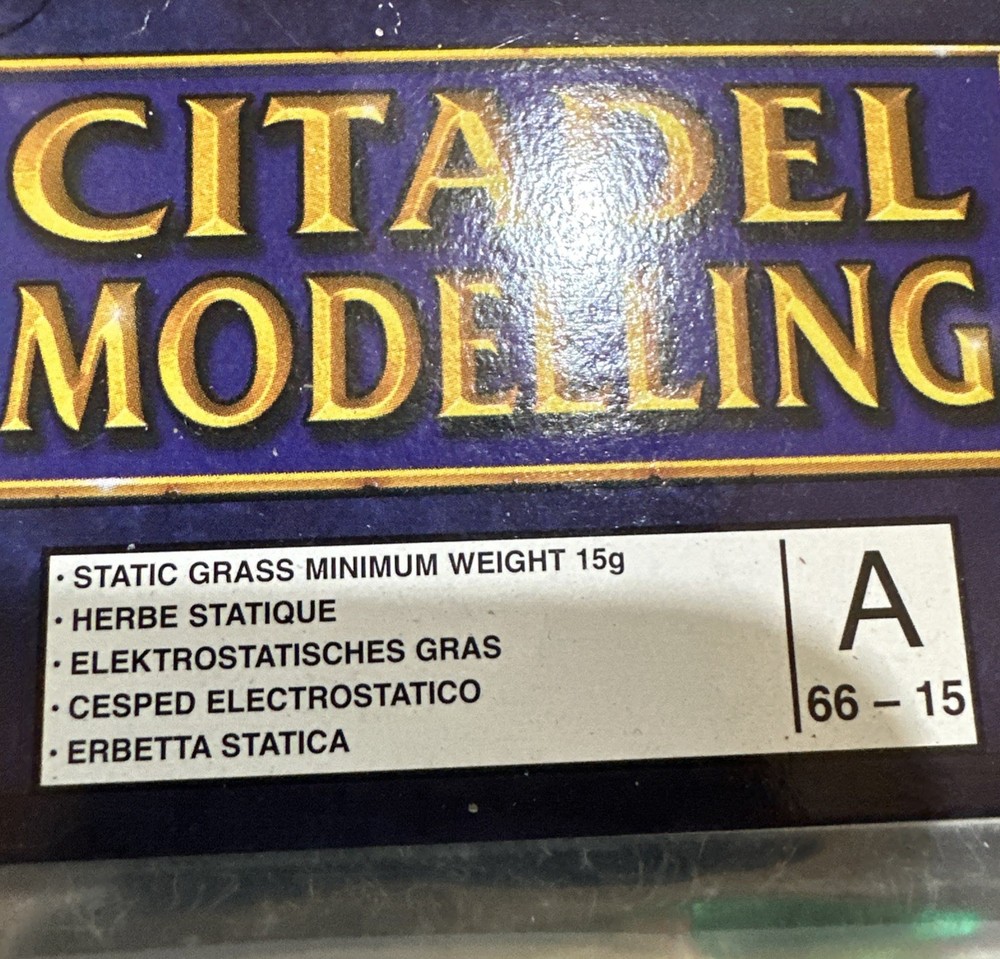 CITADEL
MODELLING
· STATIC GRASS MINIMUM WEIGHT 15g
· HERBE STATIQUE
· ELEKTROSTATISCHES GRAS
· CESPED ELECTROSTATICO
· ERBETTA STATICA
A
66 – 15